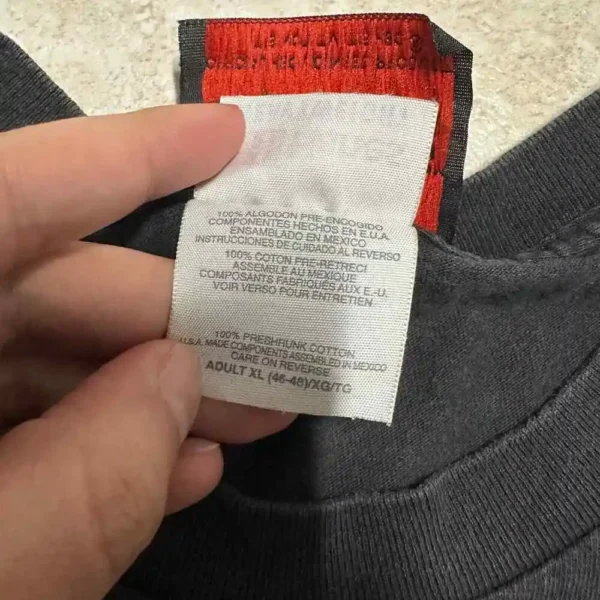 100% ALGODON PRE-ENCOGIDO
COMPONENTES HECHOS EN E.U.A.
ENSAMBLADO EN MEXICO
INSTRUCCIONES DE CUIDADO AL REVERSO
100% COTON PRE-RETRECI
ASSEMBLE AU MEXIQUE
COMPOSANTS FABRIQUÉS AUX E.-U.
VOIR VERSO POUR ENTRETIEN
100% PRESHRUNK COTTON
U.S.A. MADE COMPONENTS ASSEMBLED IN MEXICO
CARE ON REVERSE
ADULT XL (46-48)/XG/TG